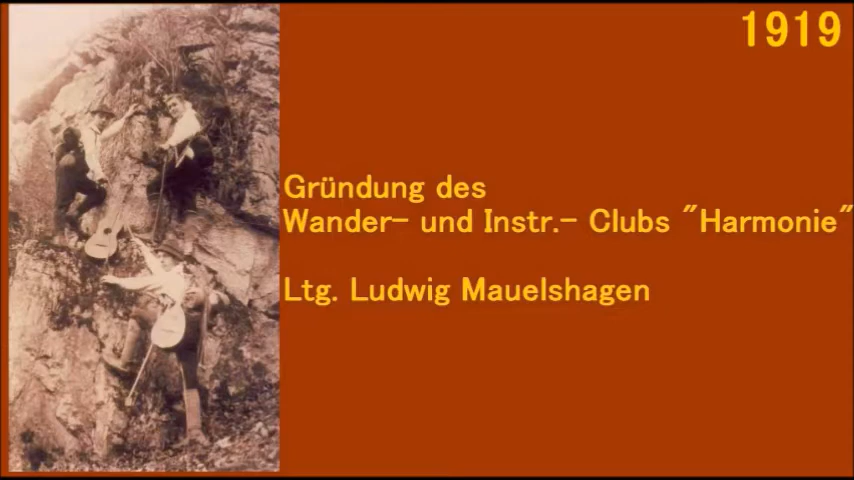 1919
Gründung des
Wander- und Instr.- Clubs "Harmonie"
Ltg. Ludwig Mauelshagen